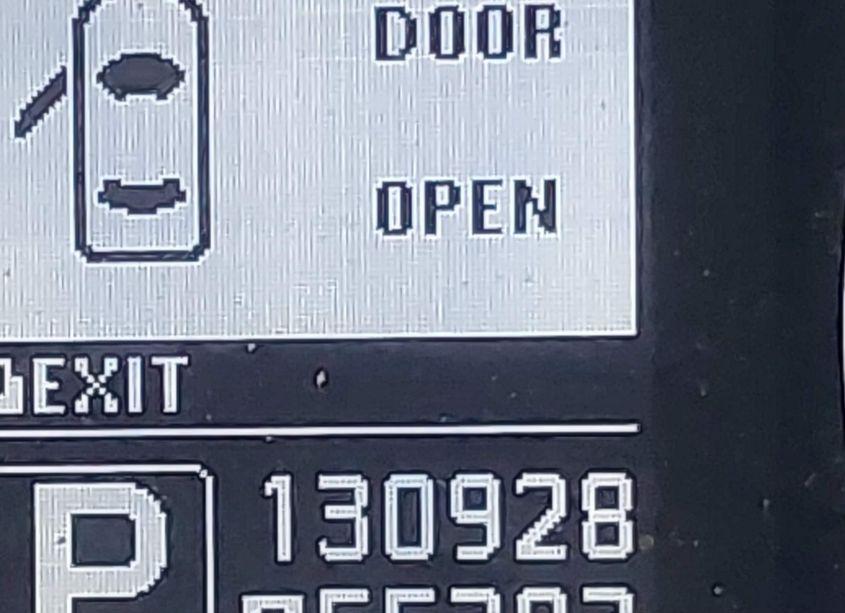 DOOR
OPEN
EXIT
130928
P